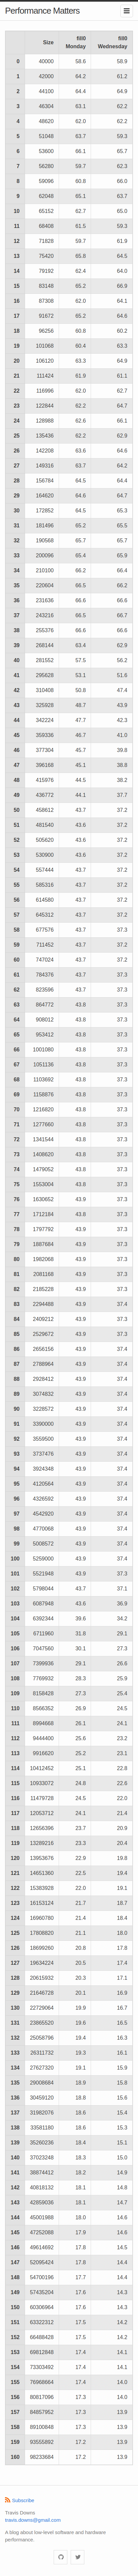 Performance Matters
Size fill0 Monday fill0 Wednesday
0 40000 58.6 58.9
1 42000 64.2 61.2
2 44100 64.4 64.9
3 46304 63.1 62.2
4 48620 62.0 62.2
5 51048 63.7 59.3
6 53600 66.1 65.7
7 56280 59.7 62.3
8 59096 60.8 66.0
9 62048 65.1 63.7
10 65152 62.7 65.0
11 68408 61.5 59.3
12 71828 59.7 61.9
13 75420 65.8 64.5
14 79192 62.4 64.0
15 83148 65.2 66.9
16 87308 62.0 64.1
17 91672 65.2 64.6
18 96256 60.8 60.2
19 101068 60.4 63.3
20 106120 63.3 64.9
21 111424 61.9 61.1
22 116996 62.0 62.7
23 122844 62.2 64.7
24 128988 62.6 66.1
25 135436 62.2 62.9
26 142208 63.6 64.6
27 149316 63.7 64.2
28 156784 64.5 64.4
29 164620 64.6 64.7
30 172852 64.5 65.3
31 181496 65.2 65.5
32 190568 65.7 65.7
33 200096 65.4 65.9
34 210100 66.2 66.4
35 220604 66.5 66.2
36 231636 66.6 66.6
37 243216 66.5 66.7
38 255376 66.6 66.6
39 268144 63.4 62.9
40 281552 57.5 56.2
41 295628 53.1 51.6
42 310408 50.8 47.4
43 325928 48.7 43.9
44 342224 47.7 42.3
45 359336 46.7 41.0
46 377304 45.7 39.8
47 396168 45.1 38.8
48 415976 44.5 38.2
49 436772 44.1 37.7
50 458612 43.7 37.2
51 481540 43.6 37.2
52 505620 43.6 37.2
53 530900 43.6 37.2
54 557444 43.7 37.2
55 585316 43.7 37.2
56 614580 43.7 37.2
57 645312 43.7 37.2
58 677576 43.7 37.3
59 711452 43.7 37.2
60 747024 43.7 37.2
61 784376 43.7 37.3
62 823596 43.7 37.3
63 864772 43.8 37.3
64 908012 43.8 37.3
65 953412 43.8 37.3
66 1001080 43.8 37.3
67 1051136 43.8 37.3
68 1103692 43.8 37.3
69 1158876 43.8 37.3
70 1216820 43.8 37.3
71 1277660 43.8 37.3
72 1341544 43.8 37.3
73 1408620 43.8 37.3
74 1479052 43.8 37.3
75 1553004 43.8 37.3
76 1630652 43.9 37.3
77 1712184 43.8 37.3
78 1797792 43.9 37.3
79 1887684 43.8 37.3
80 1982068 43.9 37.3
81 2081168 43.9 37.3
82 2185228 43.9 37.3
83 2294488 43.9 37.4
84 2409212 43.9 37.3
85 2529672 43.9 37.3
86 2656156 43.9 37.4
87 2788964 43.9 37.4
88 2928412 43.9 37.4
89 3074832 43.9 37.4
90 3228572 43.9 37.4
91 3390000 43.9 37.4
92 3559500 43.9 37.4
93 3737476 43.9 37.4
94 3924348 43.9 37.4
95 4120564 43.9 37.4
96 4326592 43.9 37.4
97 4542920 43.9 37.4
98 4770068 43.9 37.4
99 5008572 43.9 37.4
100 5259000 43.9 37.4
101 5521948 43.9 37.3
102 5798044 43.7 37.1
103 6087948 43.6 36.9
104 6392344 39.6 34.2
105 6711960 31.8 29.1
106 7047560 30.1 27.3
107 7399936 29.1 26.6
108 7769932 28.3 25.9
109 8158428 27.3 25.4
110 8566352 26.9 24.5
111 8994668 26.1 24.1
112 9444400 25.6 23.2
113 9916620 25.2 23.1
114 10412452 25.1 22.8
115 10933072 24.8 22.6
116 11479728 24.5 22.0
117 12053712 24.1 21.4
118 12656396 23.7 20.9
119 13289216 23.3 20.4
120 13953676 22.9 19.8
121 14651360 22.5 19.4
122 15383928 22.0 19.1
123 16153124 21.7 18.7
124 16960780 21.4 18.4
125 17808820 21.1 18.0
126 18699260 20.8 17.8
127 19634224 20.5 17.4
128 20615932 20.3 17.1
129 21646728 20.1 16.9
130 22729064 19.9 16.7
131 23865520 19.6 16.5
132 25058796 19.4 16.3
133 26311732 19.3 16.1
134 27627320 19.1 15.9
135 29008684 18.9 15.8
136 30459120 18.8 15.6
137 31982076 18.6 15.4
138 33581180 18.6 15.3
139 35260236 18.4 15.1
140 37023248 18.3 15.0
141 38874412 18.2 14.9
142 40818132 18.1 14.8
143 42859036 18.1 14.7
144 45001988 18.0 14.6
145 47252088 17.9 14.6
146 49614692 17.8 14.5
147 52095424 17.8 14.4
148 54700196 17.7 14.4
149 57435204 17.6 14.3
150 60306964 17.6 14.3
151 63322312 17.5 14.2
152 66488428 17.5 14.2
153 69812848 17.4 14.1
154 73303492 17.4 14.1
155 76968664 17.4 14.0
156 80817096 17.3 14.0
157 84857952 17.3 13.9
158 89100848 17.3 13.9
159 93555892 17.2 13.9
160 98233684 17.2 13.9
Subscribe
Travis Downs
travis.downs@gmail.com
A blog about low-level software and hardware
performance.